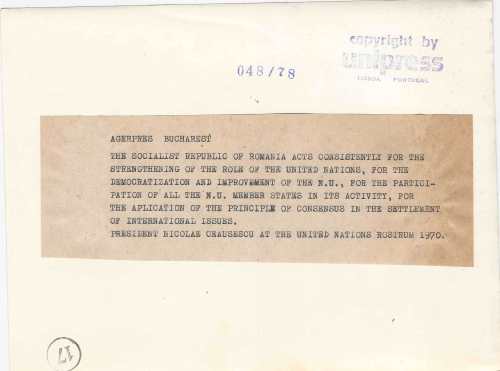 copyright by
unipress
LISBOA PORTUGAL
048/78
AGERPRES BUCHAREST
THE SOCIALIST REPUBLIC OF ROMANIA ACTS CONSISTENTLY FOR THE
STRENGTHENING OF THE ROLE OF THE UNITED NATIONS, FOR THE
DEMOCRATIZATION AND IMPROVEMENT OF THE N.U., FOR THE PARTICI-
PATION OF ALL THE N.U. MEMBER STATES IN ITS ACTIVITY, FOR
THE APLICATION OF THE PRINCIPLE OF CONSENSUS IN THE SETTLEMENT
OF INTERNATIONAL ISSUES.
PRESIDENT NICOLAE CEAUSESCU AT THE UNITED NATIONS ROSTRUM 1970.
17